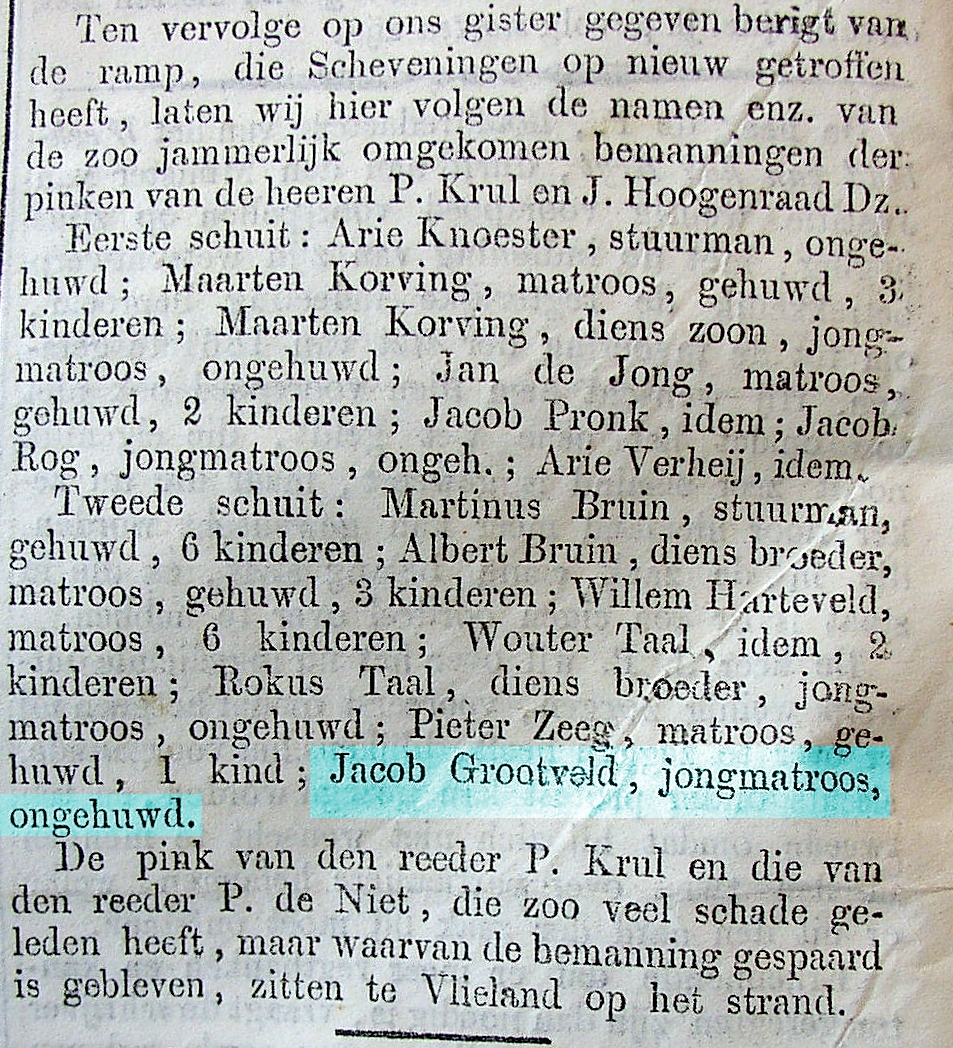 Ten vervolge op ons gister gegeven berigt van
de ramp, die Scheveningen op nieuw getroffen
heeft, laten wij hier volgen de namen enz. van
de zoo jammerlijk omgekomen bemanningen der
pinken van de heeren P. Krul en J. Hoogenraad Dz.
Eerste schuit: Arie Knoester, stuurman, onge-
huwd; Maarten Korving, matroos, gehuwd, 3
kinderen; Maarten Korving, diens zoon, jong-
matroos, ongehuwd; Jan de Jong, matroos,
gehuwd, 2 kinderen; Jacob Pronk, idem; Jacob
Rog, jongmatroos, ongeh.; Arie Verheij, idem.
Tweede schuit: Martinus Bruin, stuurman,
gehuwd, 6 kinderen; Albert Bruin, diens broeder,
matroos, gehuwd, 3 kinderen; Willem Harteveld,
matroos, 6 kinderen; Wouter Taal, idem, 2
kinderen; Rokus Taal, diens broeder, jong-
matroos, ongehuwd; Pieter Zeeg, matroos, ge-
huwd, 1 kind; Jacob Grootveld, jongmatroos,
ongehuwd.
De pink van den reeder P. Krul en die van
den reeder P. de Niet, die zoo veel schade ge-
leden heeft, maar waarvan de bemanning gespaard
is gebleven, zitten te Vlieland op het strand.